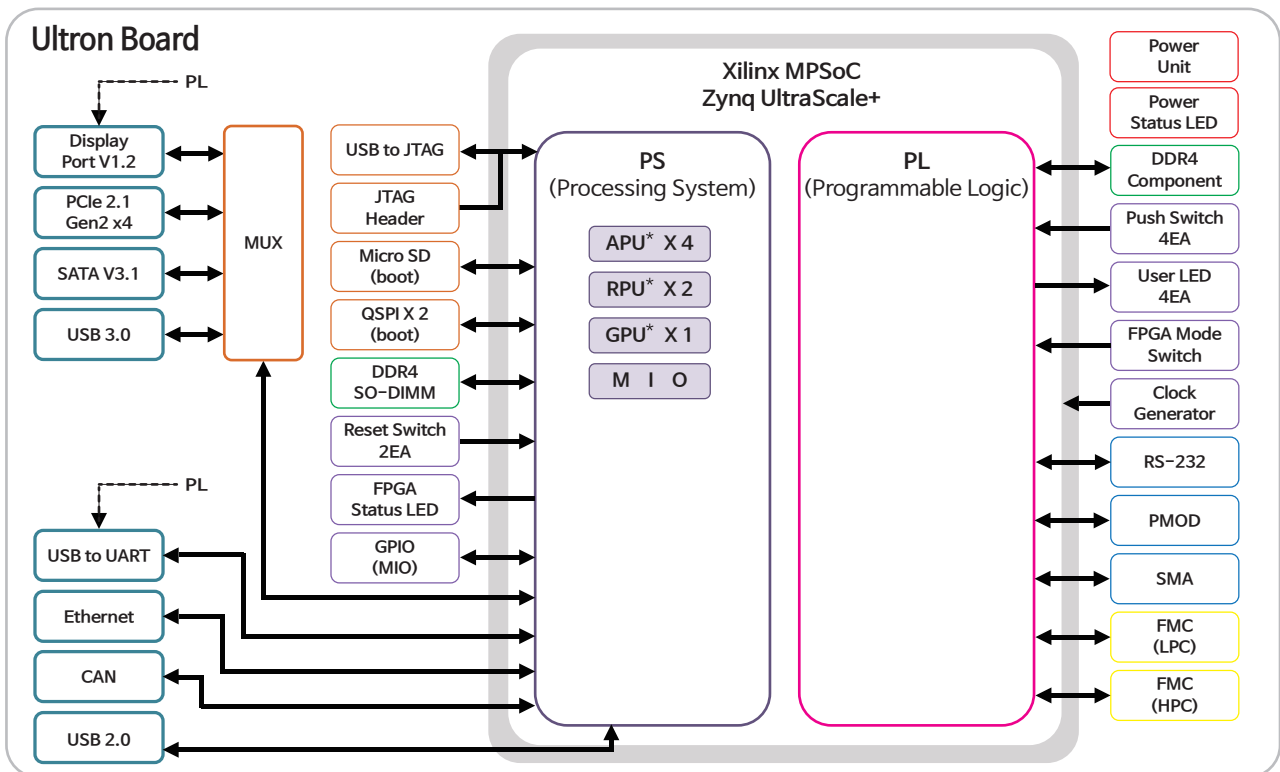 Ultron Board
PL
Display
Port V1.2
PCIe 2.1
Gen2 x4
SATA V3.1
USB 3.0
MUX
PL
USB to UART
Ethernet
CAN
USB 2.0
USB to JTAG
JTAG
Header
Micro SD
(boot)
QSPI X 2
(boot)
DDR4
SO-DIMM
Reset Switch
2EA
FPGA
Status LED
GPIO
(MIO)
Xilinx MPSoC
Zynq UltraScale+
PS
(Processing System)
APU* X 4
RPU* X 2
GPU* X 1
M I O
PL
(Programmable Logic)
Power
Unit
Power
Status LED
DDR4
Component
Push Switch
4EA
User LED
4EA
FPGA Mode
Switch
Clock
Generator
RS-232
PMOD
SMA
FMC
(LPC)
FMC
(HPC)